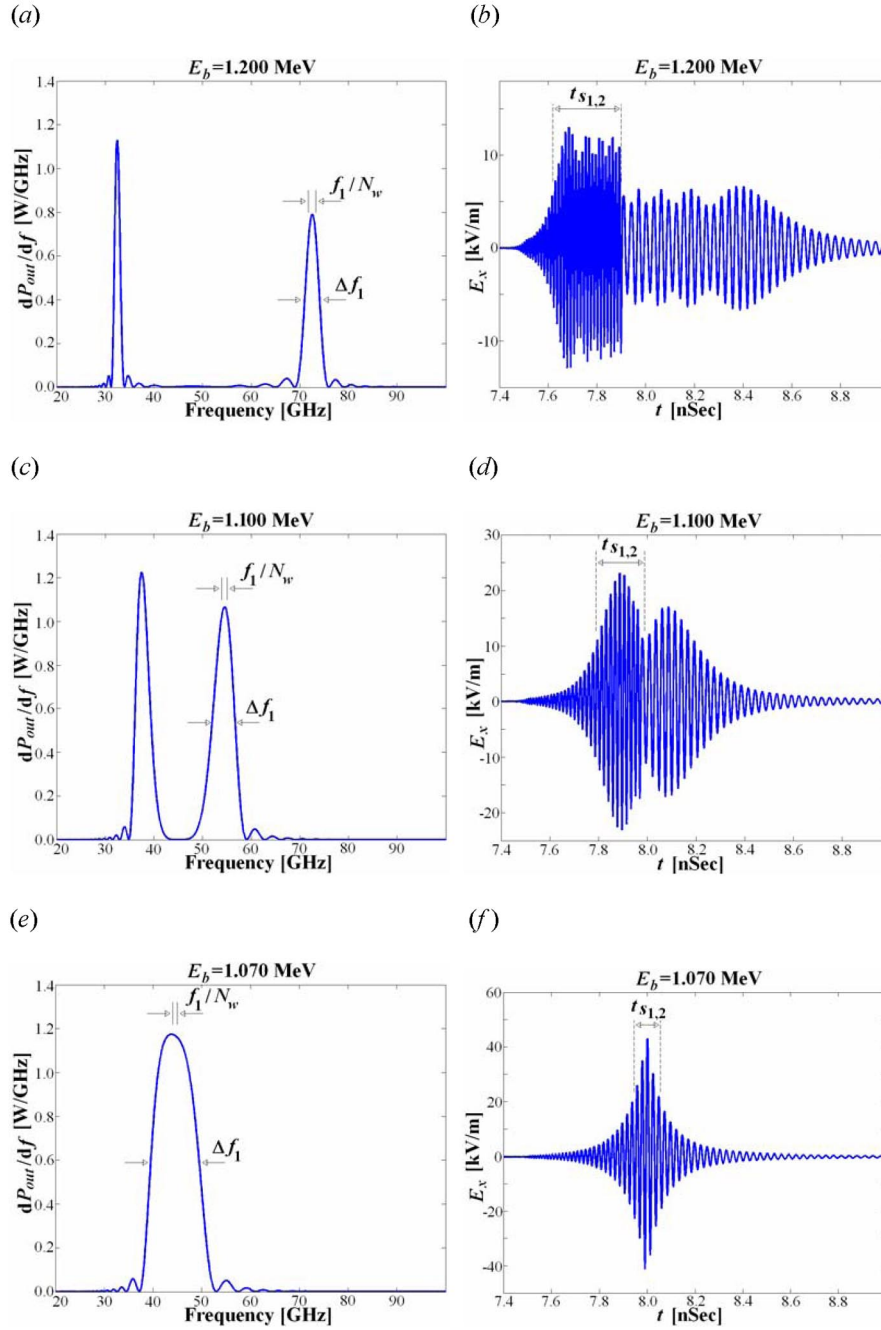 (a)
E_b=1.200 MeV
dP_out/df [W/GHz]
1.4
1.2
1.0
0.8
0.6
0.4
0.2
0.0
f_1/N_w
Δf_1
20 30 40 50 60 70 80 90
Frequency [GHz]
(b)
E_b=1.200 MeV
t_{s_{1,2}}
E_x [kV/m]
10
0
-10
7.4 7.6 7.8 8.0 8.2 8.4 8.6 8.8
t [nSec]
(c)
E_b=1.100 MeV
dP_out/df [W/GHz]
1.4
1.2
1.0
0.8
0.6
0.4
0.2
0.0
f_1/N_w
Δf_1
20 30 40 50 60 70 80 90
Frequency [GHz]
(d)
E_b=1.100 MeV
t_{s_{1,2}}
E_x [kV/m]
30
20
10
0
-10
-20
7.4 7.6 7.8 8.0 8.2 8.4 8.6 8.8
t [nSec]
(e)
E_b=1.070 MeV
dP_out/df [W/GHz]
1.4
1.2
1.0
0.8
0.6
0.4
0.2
0.0
f_1/N_w
Δf_1
20 30 40 50 60 70 80 90
Frequency [GHz]
(f)
E_b=1.070 MeV
t_{s_{1,2}}
E_x [kV/m]
60
40
20
0
-20
-40
7.4 7.6 7.8 8.0 8.2 8.4 8.6 8.8
t [nSec]